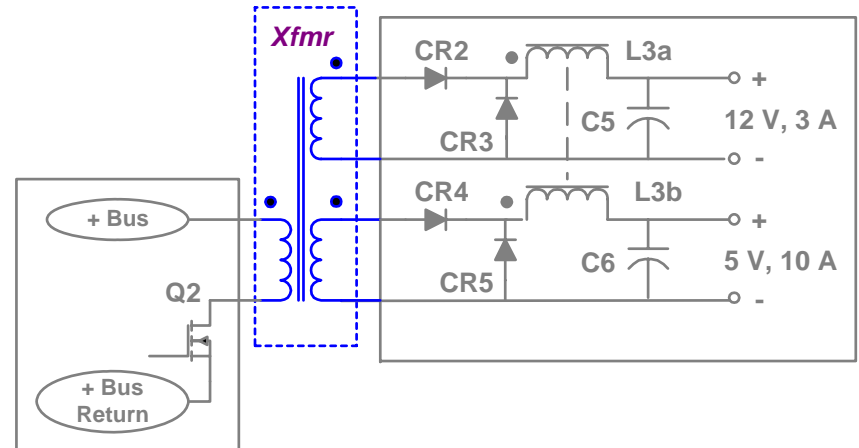 Xfmr
CR2
L3a
+
CR3
C5
12 V, 3 A
-
CR4
L3b
+ Bus
+
CR5
C6
5 V, 10 A
Q2
-
+ Bus
Return